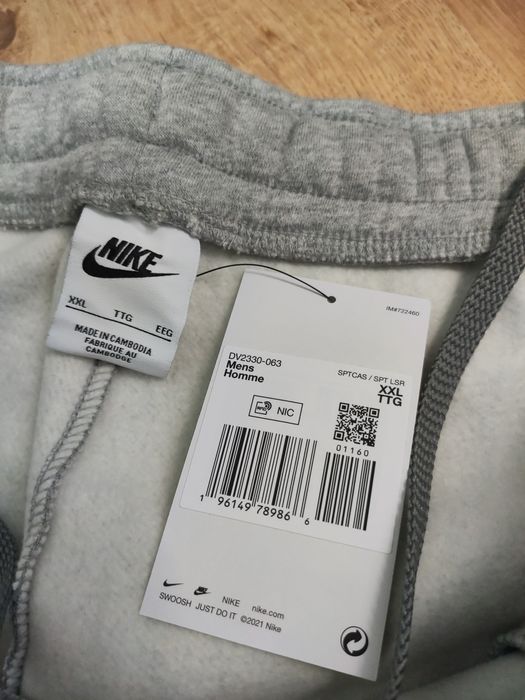 NIKE
XXL TTG EEG
MADE IN CAMBODIA
FABRIQUE AU
CAMBODGE
IM#722460
DV2330-063
Mens
Homme
SPTCAS / SPT LSR
XXL
TTG
RFID NIC
01160
1 96149 78986 6
NIKE nike.com
SWOOSH JUST DO IT ©2021 Nike